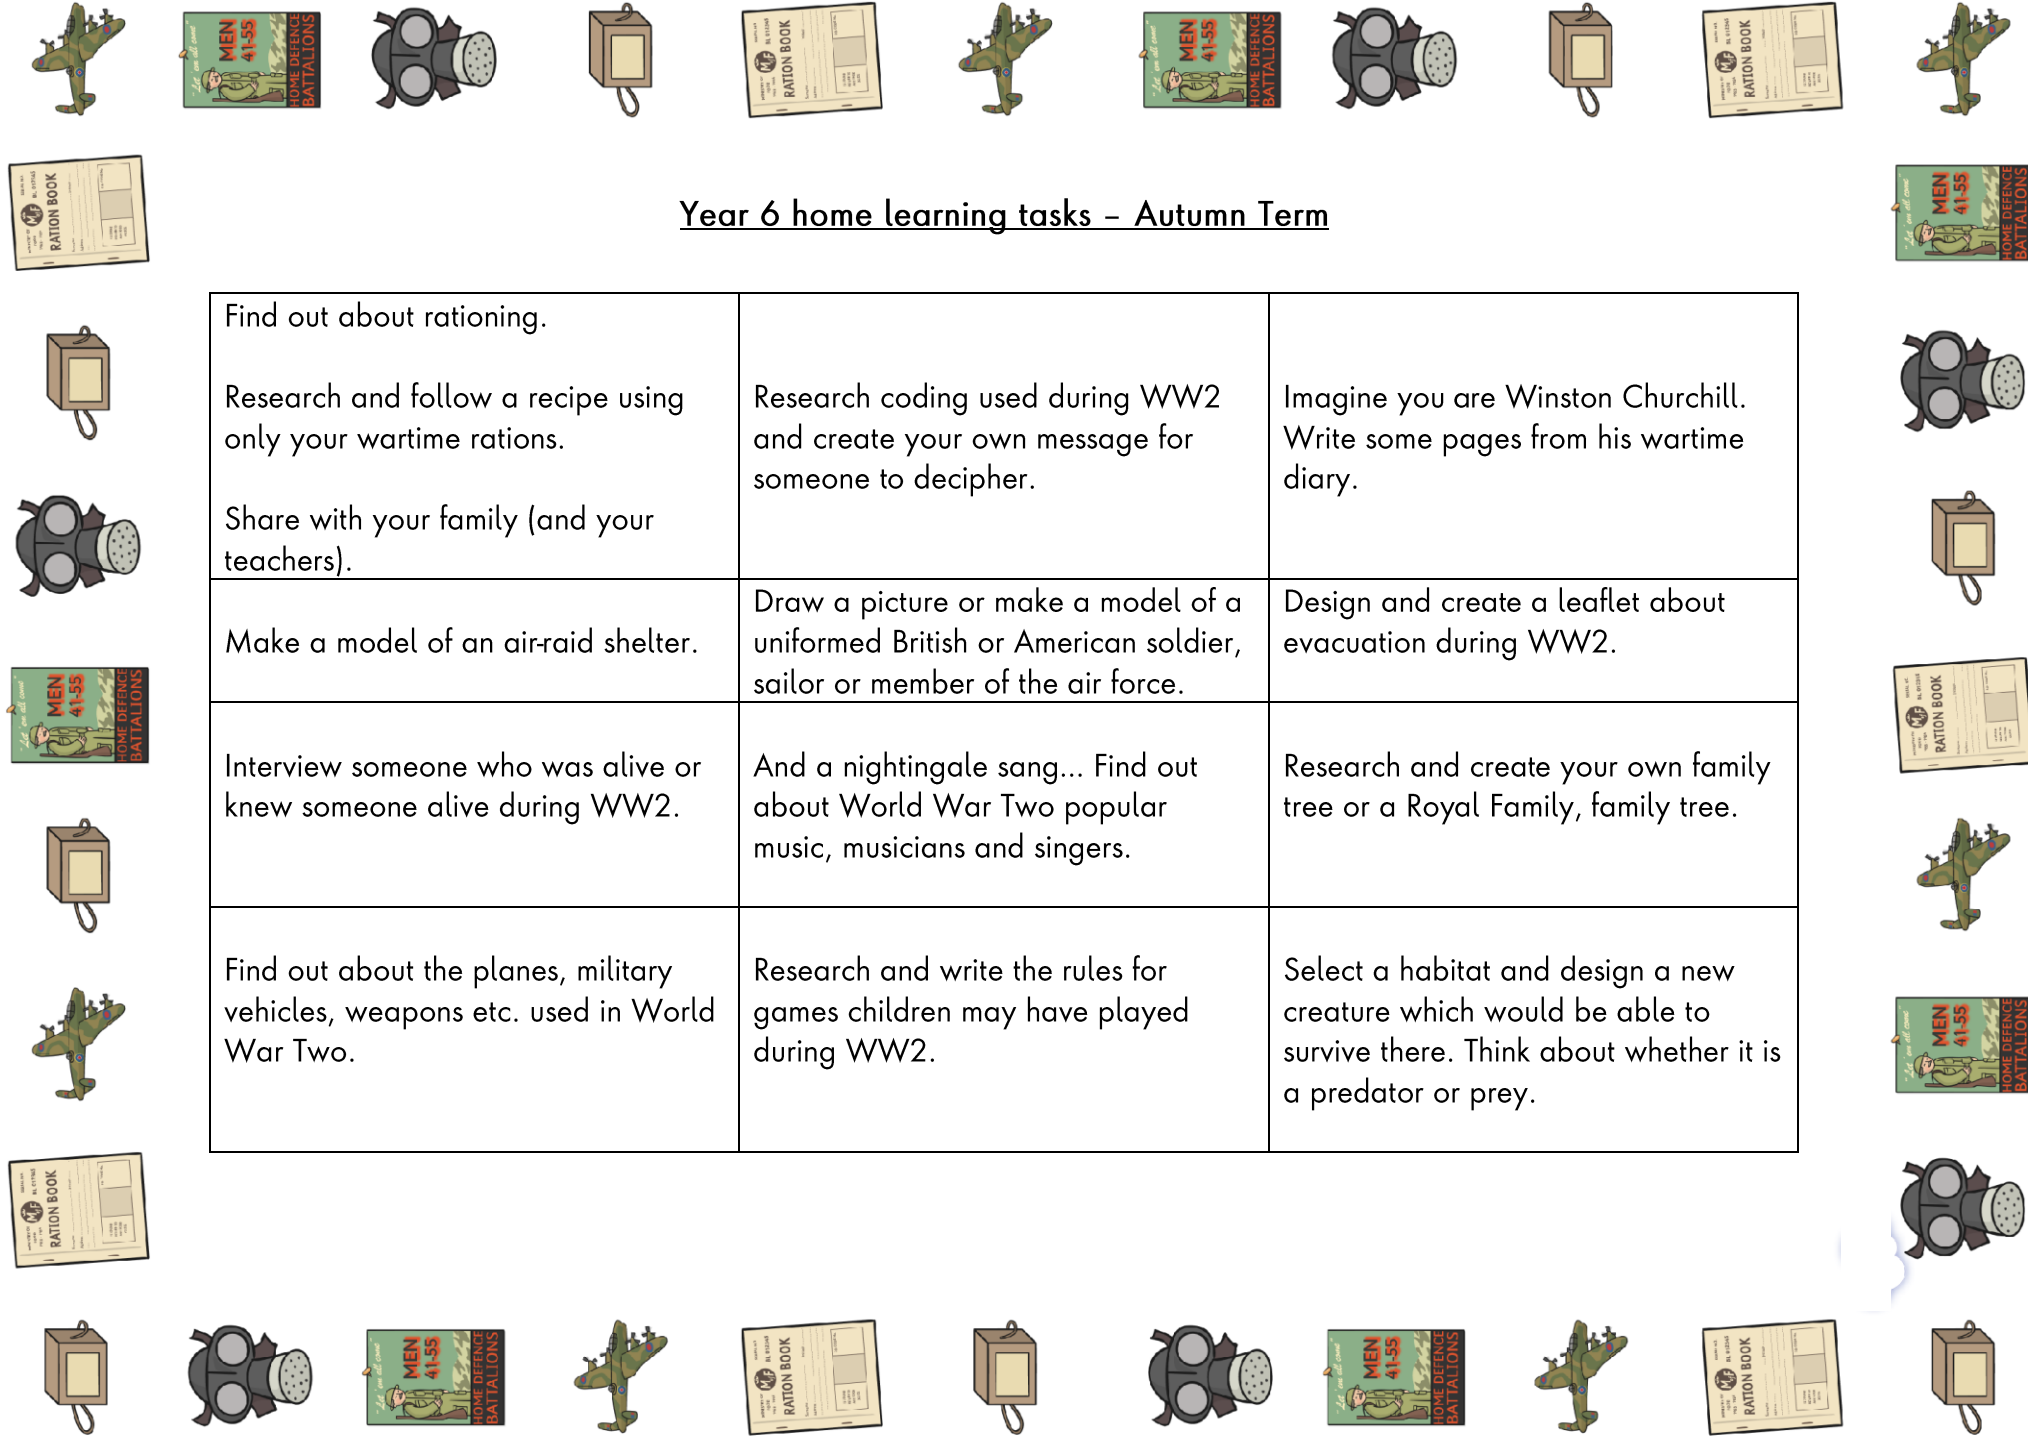 Year 6 home learning tasks – Autumn Term
Find out about rationing.
Research and follow a recipe using
only your wartime rations.
Share with your family (and your
teachers).
Research coding used during WW2
and create your own message for
someone to decipher.
Imagine you are Winston Churchill.
Write some pages from his wartime
diary.
Make a model of an air-raid shelter.
Draw a picture or make a model of a
uniformed British or American soldier,
sailor or member of the air force.
Design and create a leaflet about
evacuation during WW2.
Interview someone who was alive or
knew someone alive during WW2.
And a nightingale sang... Find out
about World War Two popular
music, musicians and singers.
Research and create your own family
tree or a Royal Family, family tree.
Find out about the planes, military
vehicles, weapons etc. used in World
War Two.
Research and write the rules for
games children may have played
during WW2.
Select a habitat and design a new
creature which would be able to
survive there. Think about whether it is
a predator or prey.
"Let 'em all come"
MEN
41-55
HOME DEFENCE
BATTALIONS
RATION BOOK